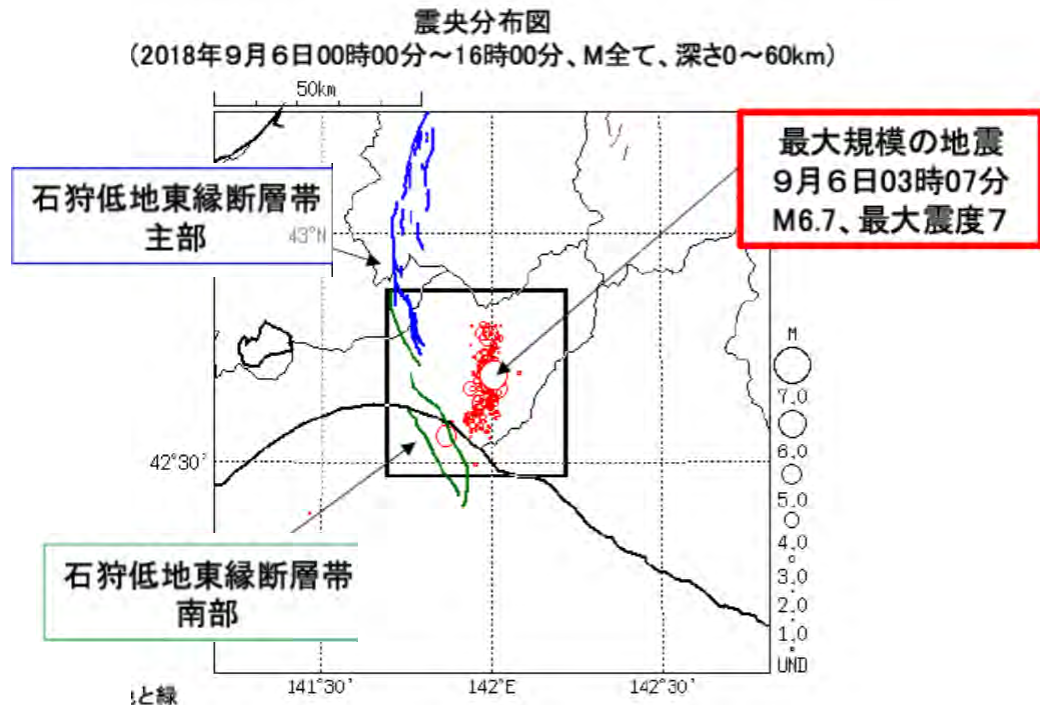 震央分布図
(2018年9月6日00時00分~16時00分、M全て、深さ0~60km)
50km
最大規模の地震
9月6日03時07分
M6.7、最大震度7
石狩低地東縁断層帯
主部
43°N
M
7.0
6.0
5.0
4.0
3.0
2.0
1.0
UND
42°30'
石狩低地東縁断層帯
南部
141°30'
142°E
142°30'
と緑